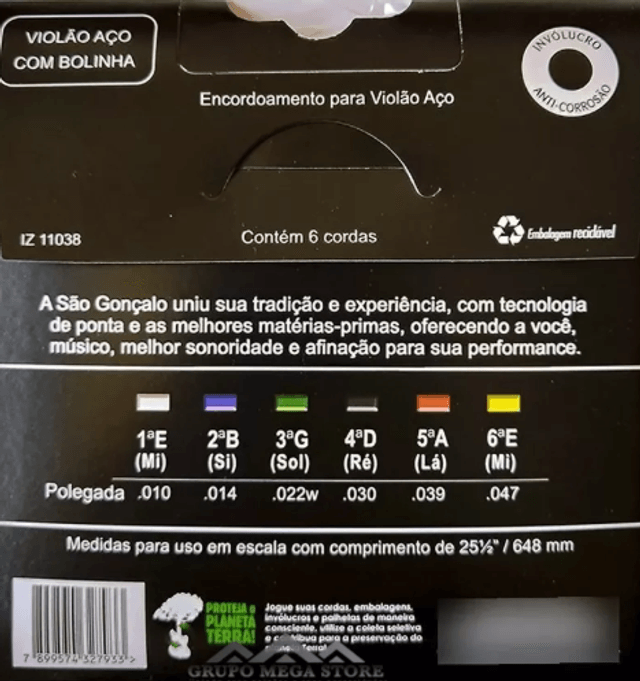 VIOLÃO AÇO
COM BOLINHA
INVÓLUCRO
ANTI-CORROSÃO
Encordoamento para Violão Aço
IZ 11038
Contém 6 cordas
Embalagem reciclável
A São Gonçalo uniu sua tradição e experiência, com tecnologia
de ponta e as melhores matérias-primas, oferecendo a você,
músico, melhor sonoridade e afinação para sua performance.
1ªE 2ªB 3ªG 4ªD 5ªA 6ªE
(Mi) (Si) (Sol) (Ré) (Lá) (Mi)
Polegada .010 .014 .022w .030 .039 .047
Medidas para uso em escala com comprimento de 25½" / 648 mm
PROTEJA O
PLANETA
TERRA!
Jogue suas cordas, embalagens,
invólucros e palhetas de maneira
consciente, utilize a coleta seletiva
e contribua para a preservação do
Terra!
7 899574 327933 >
GRUPO MEGA STORE